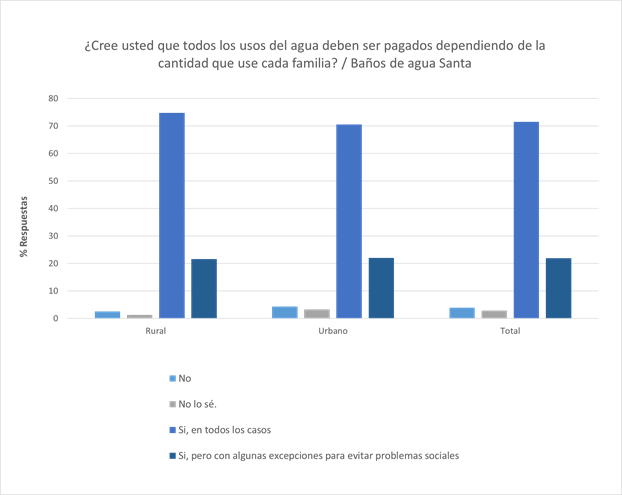 ¿Cree usted que todos los usos del agua deben ser pagados dependiendo de la
cantidad que use cada familia? / Baños de agua Santa
80
70
60
50
40
30
20
10
0
% Respuestas
Rural
Urbano
Total
No
No lo sé.
Si, en todos los casos
Si, pero con algunas excepciones para evitar problemas sociales